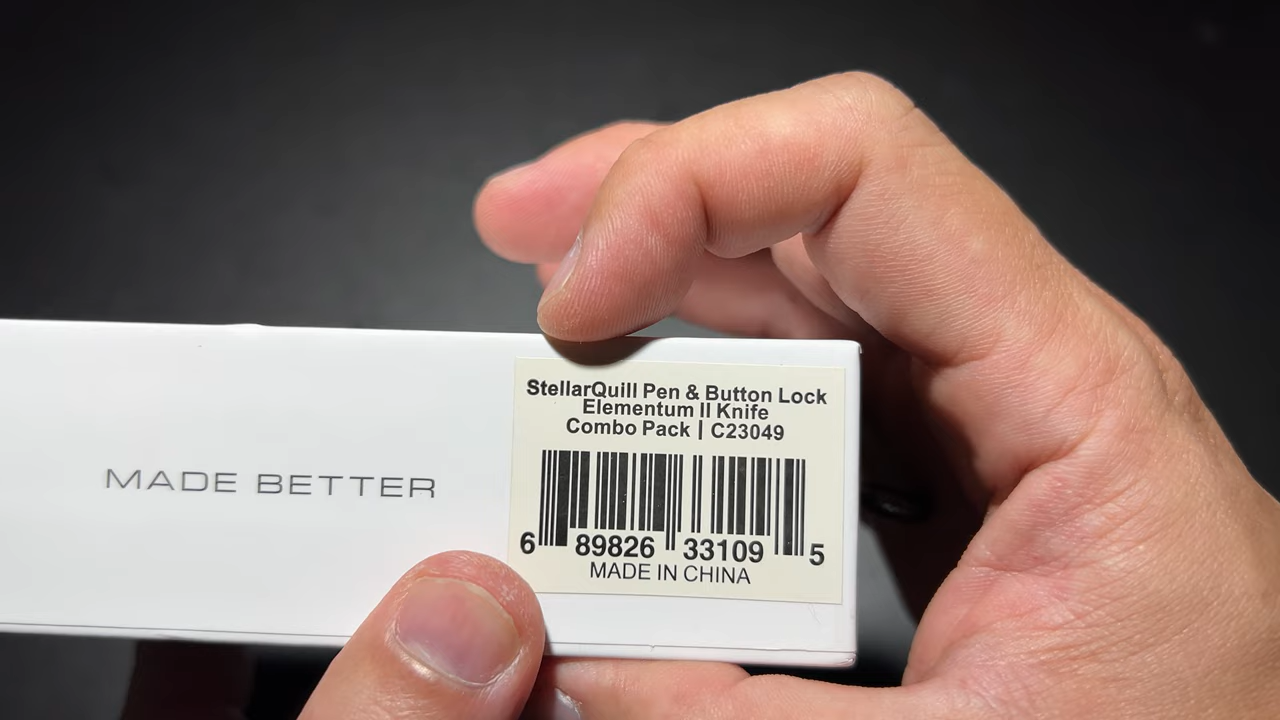 MADE BETTER
StellarQuill Pen & Button Lock
Elementum II Knife
Combo Pack | C23049
6 89826 33109 5
MADE IN CHINA